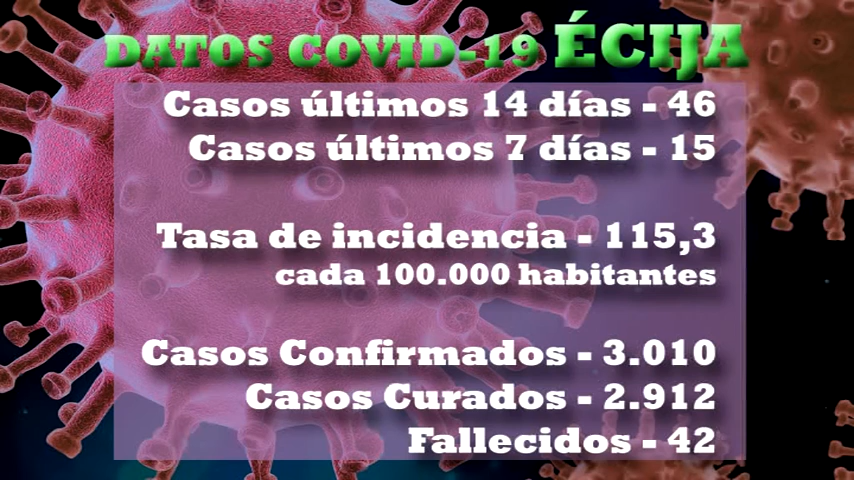 DATOS COVID-19 ÉCIJA
Casos últimos 14 días - 46
Casos últimos 7 días - 15
Tasa de incidencia - 115,3
cada 100.000 habitantes
Casos Confirmados - 3.010
Casos Curados - 2.912
Fallecidos - 42